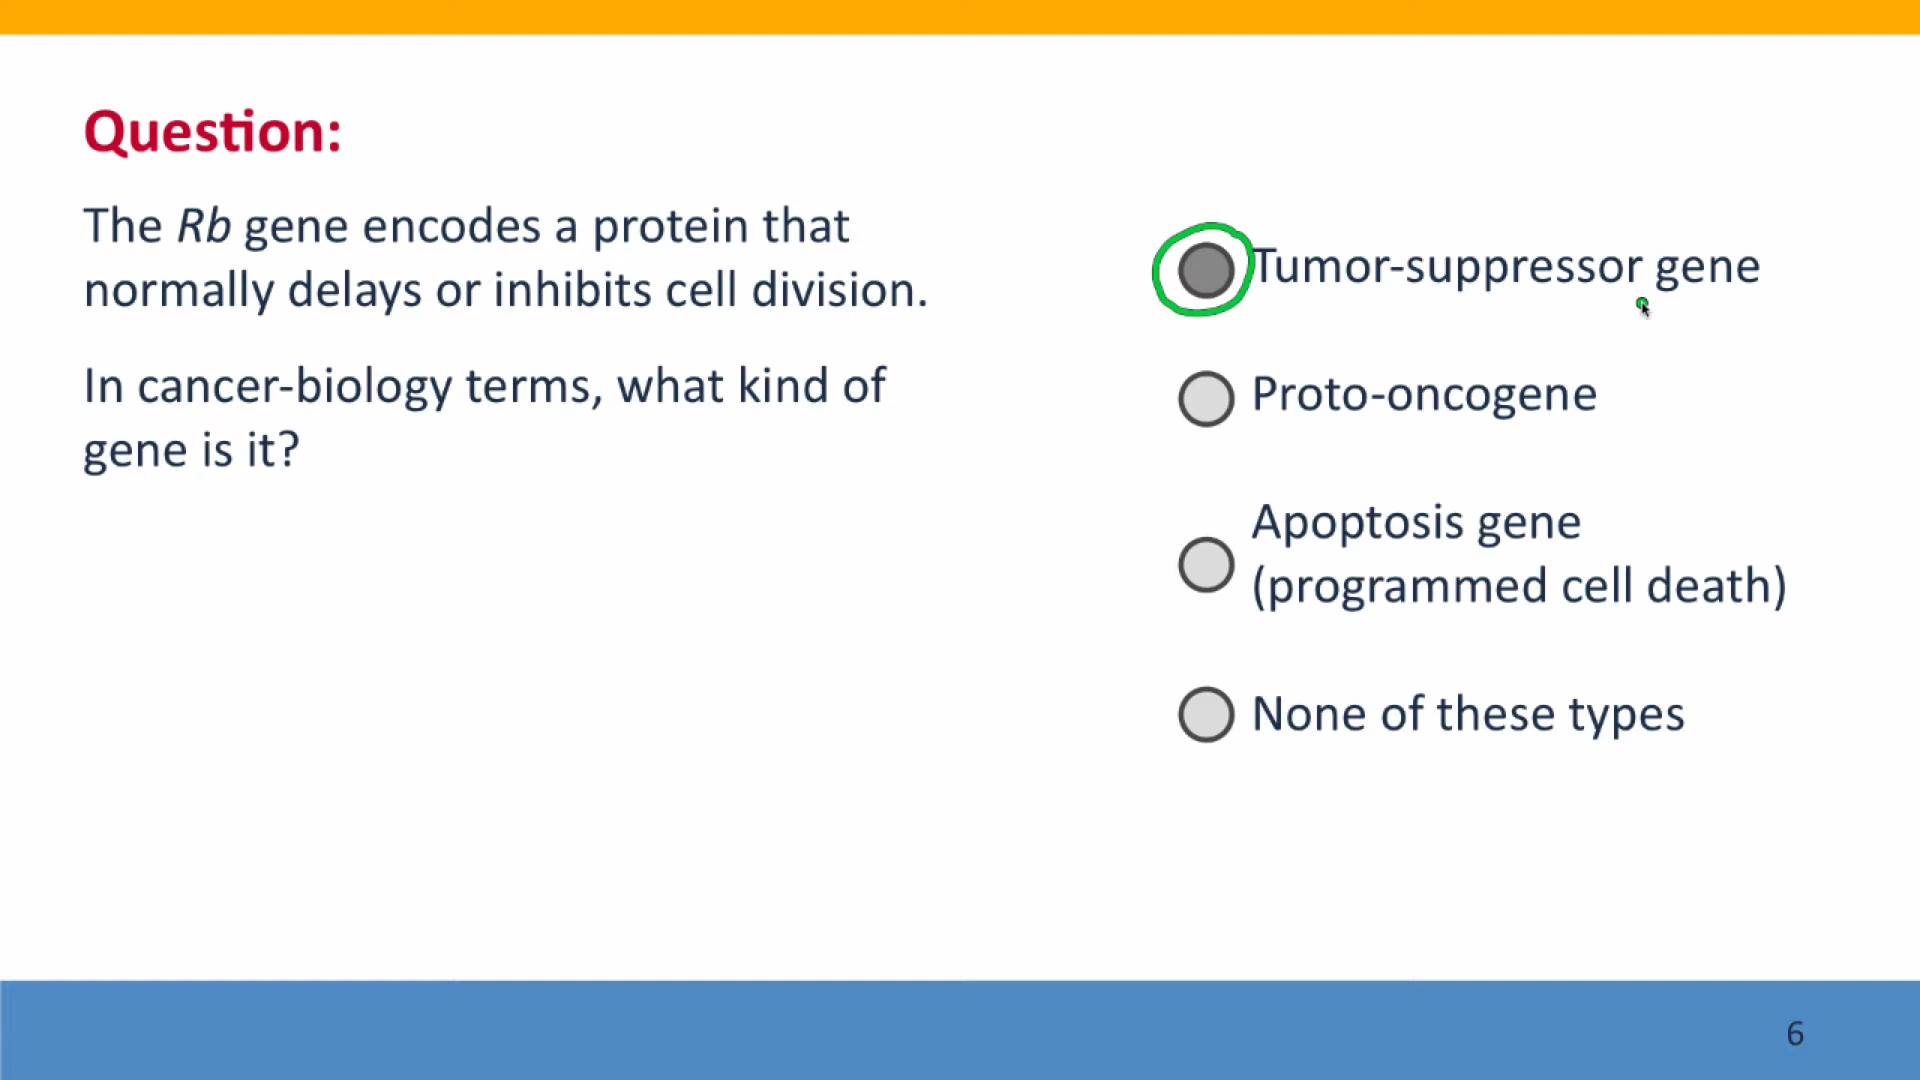 Question:
The Rb gene encodes a protein that
normally delays or inhibits cell division.
In cancer-biology terms, what kind of
gene is it?
Tumor-suppressor gene
Proto-oncogene
Apoptosis gene
(programmed cell death)
None of these types
6